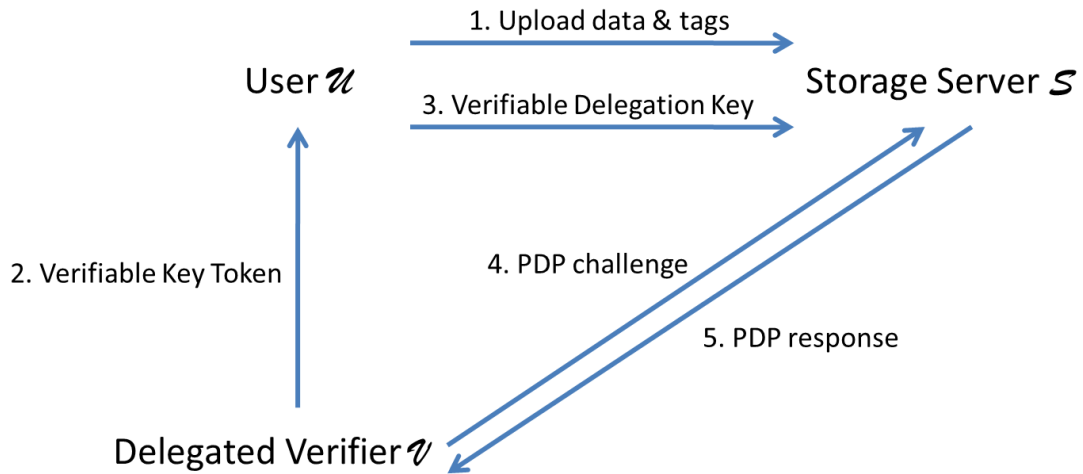 1. Upload data & tags
User 𝒰
Storage Server 𝒮
3. Verifiable Delegation Key
2. Verifiable Key Token
4. PDP challenge
5. PDP response
Delegated Verifier 𝒱